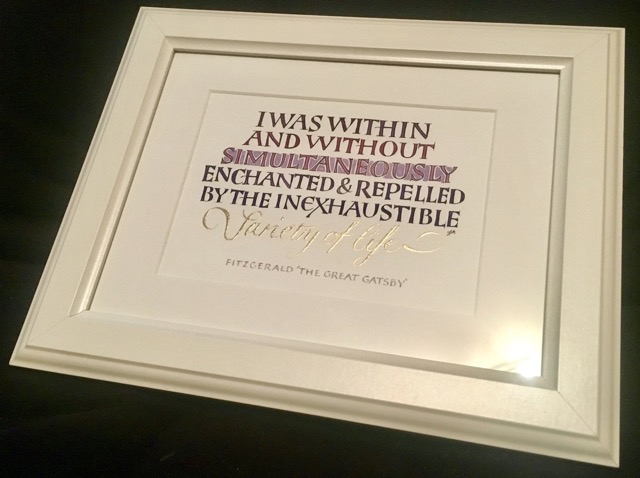 I WAS WITHIN
AND WITHOUT
SIMULTANEOUSLY
ENCHANTED & REPELLED
BY THE INEXHAUSTIBLE
Variety of life
FITZGERALD 'THE GREAT GATSBY'